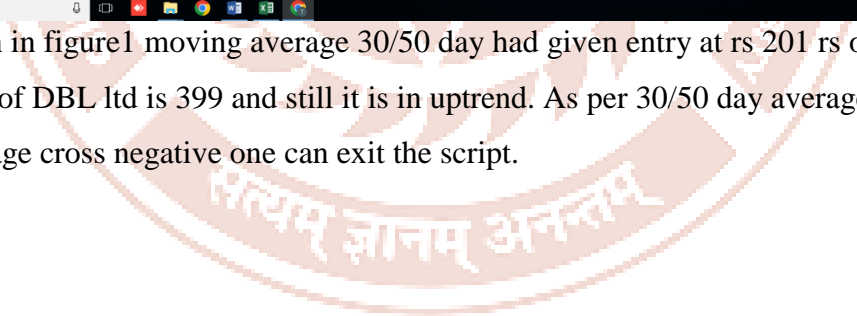 in figure1 moving average 30/50 day had given entry at rs 201 rs
of DBL ltd is 399 and still it is in uptrend. As per 30/50 day average
cross negative one can exit the script.
सत्यम् ज्ञानम् अनन्तम्